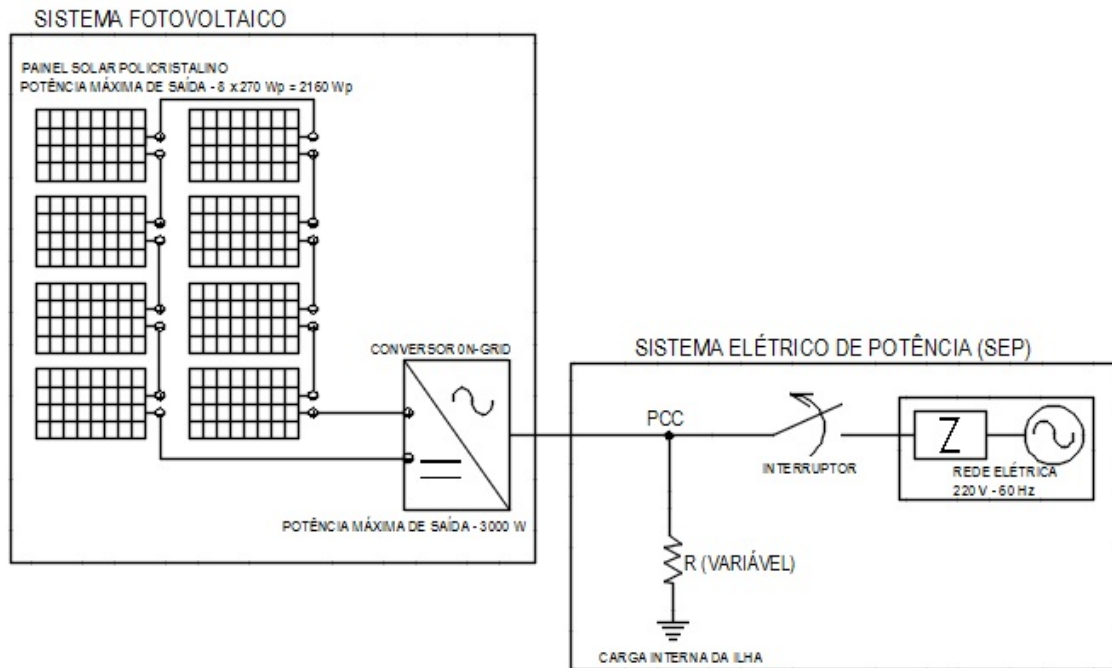 SISTEMA FOTOVOLTAICO
PAINEL SOLAR POLICRISTALINO
POTÊNCIA MÁXIMA DE SAÍDA - 8 x 270 Wp = 2160 Wp
CONVERSOR 0N-GRID
POTÊNCIA MÁXIMA DE SAÍDA - 3000 W
SISTEMA ELÉTRICO DE POTÊNCIA (SEP)
PCC
INTERRUPTOR
Z
REDE ELÉTRICA
220 V - 60 Hz
R (VARIÁVEL)
CARGA INTERNA DA ILHA